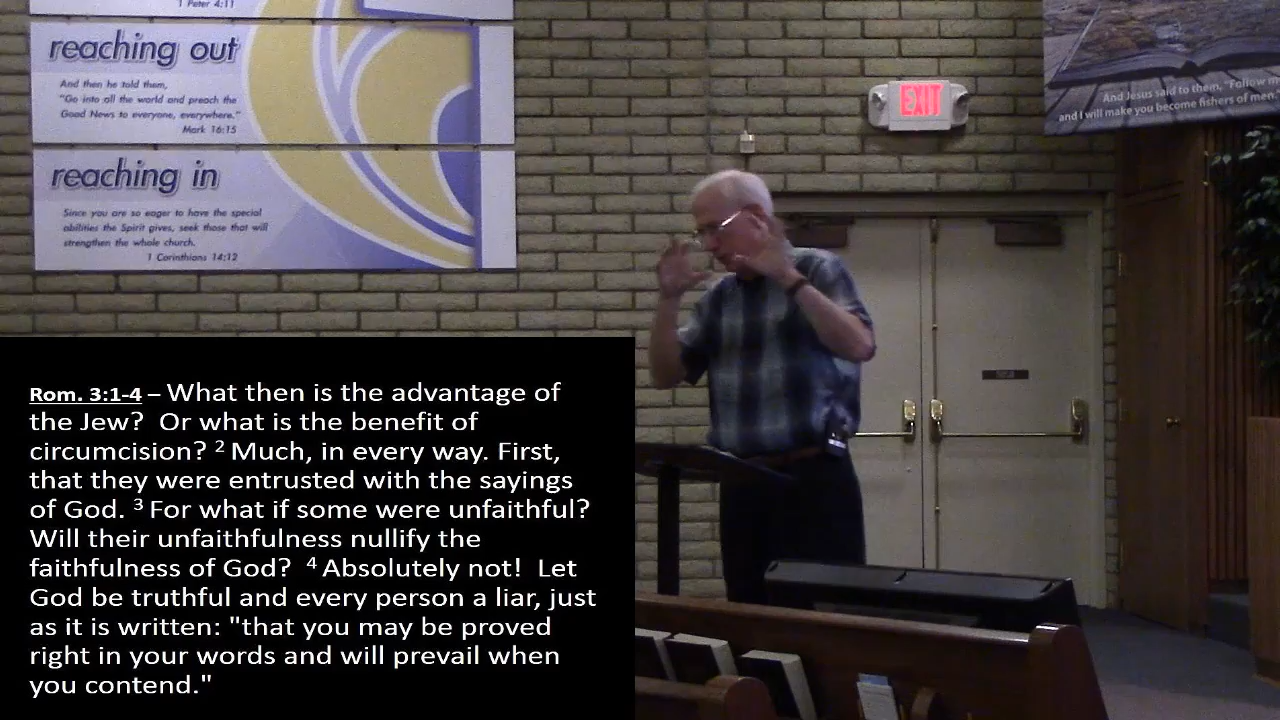 1 Peter 4:11
reaching out
And then he told them,
"Go into all the world and preach the
Good News to everyone, everywhere."
Mark 16:15
reaching in
Since you are so eager to have the special
abilities the Spirit gives, seek those that will
strengthen the whole church.
1 Corinthians 14:12
EXIT
And Jesus said to them, "Follow me
and I will make you become fishers of men."
Rom. 3:1-4 – What then is the advantage of
the Jew?  Or what is the benefit of
circumcision? 2 Much, in every way. First,
that they were entrusted with the sayings
of God. 3 For what if some were unfaithful?
Will their unfaithfulness nullify the
faithfulness of God?  4 Absolutely not!  Let
God be truthful and every person a liar, just
as it is written: "that you may be proved
right in your words and will prevail when
you contend."